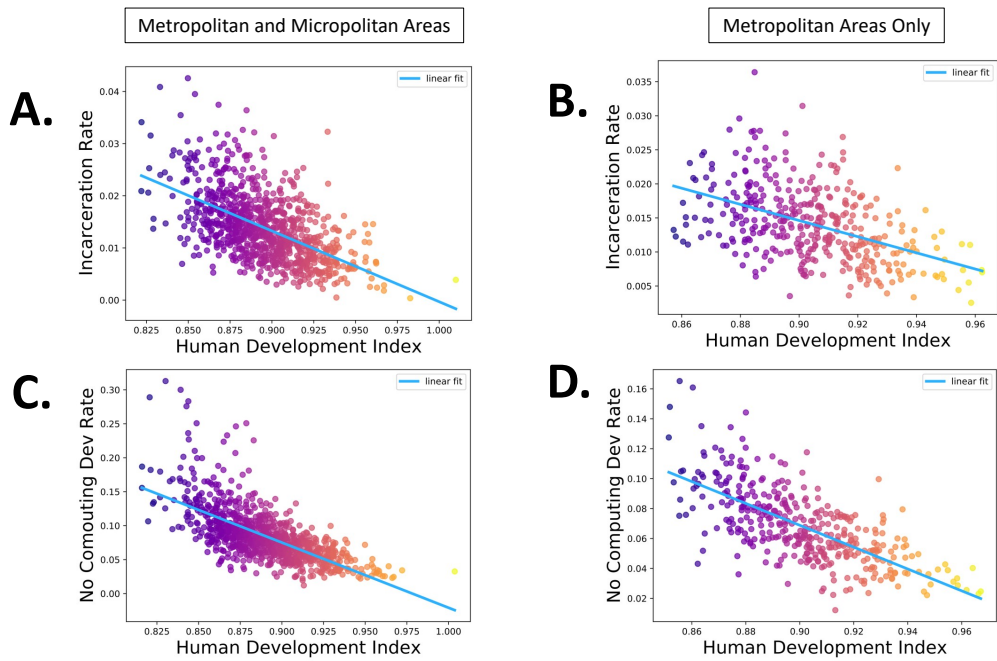 Metropolitan and Micropolitan Areas
Metropolitan Areas Only
A.
linear fit
Incarceration Rate
0.04
0.03
0.02
0.01
0.00
0.825 0.850 0.875 0.900 0.925 0.950 0.975 1.000
Human Development Index
B.
linear fit
Incarceration Rate
0.035
0.030
0.025
0.020
0.015
0.010
0.005
0.86 0.88 0.90 0.92 0.94 0.96
Human Development Index
C.
linear fit
No Comouting Dev Rate
0.30
0.25
0.20
0.15
0.10
0.05
0.00
0.825 0.850 0.875 0.900 0.925 0.950 0.975 1.000
Human Development Index
D.
linear fit
No Computing Dev Rate
0.16
0.14
0.12
0.10
0.08
0.06
0.04
0.02
0.86 0.88 0.90 0.92 0.94 0.96
Human Development Index